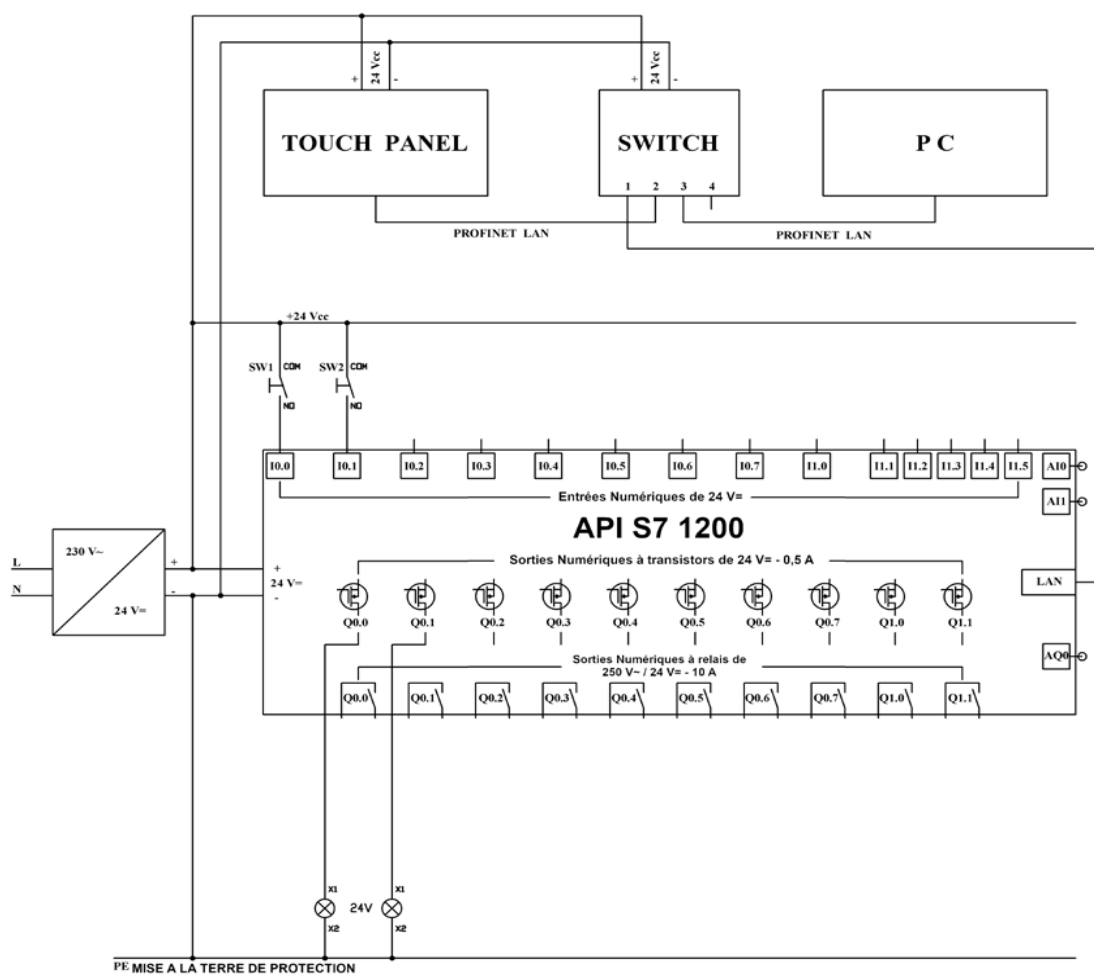 + 24 Vcc -
+ 24 Vcc -
TOUCH PANEL
SWITCH
P C
1 2 3 4
PROFINET LAN
PROFINET LAN
+24 Vcc
SW1 COM
NO
SW2 COM
NO
I0.0 I0.1 I0.2 I0.3 I0.4 I0.5 I0.6 I0.7 I1.0 I1.1 I1.2 I1.3 I1.4 I1.5 AI0
Entrées Numériques de 24 V=
AI1
API S7 1200
230 V~
24 V=
L
N
+
-
+
24 V=
-
Sorties Numériques à transistors de 24 V= - 0,5 A
LAN
Q0.0 Q0.1 Q0.2 Q0.3 Q0.4 Q0.5 Q0.6 Q0.7 Q1.0 Q1.1
Sorties Numériques à relais de
250 V~ / 24 V= - 10 A
AQ0
Q0.0 Q0.1 Q0.2 Q0.3 Q0.4 Q0.5 Q0.6 Q0.7 Q1.0 Q1.1
X1 X1
24V
X2 X2
PE MISE A LA TERRE DE PROTECTION